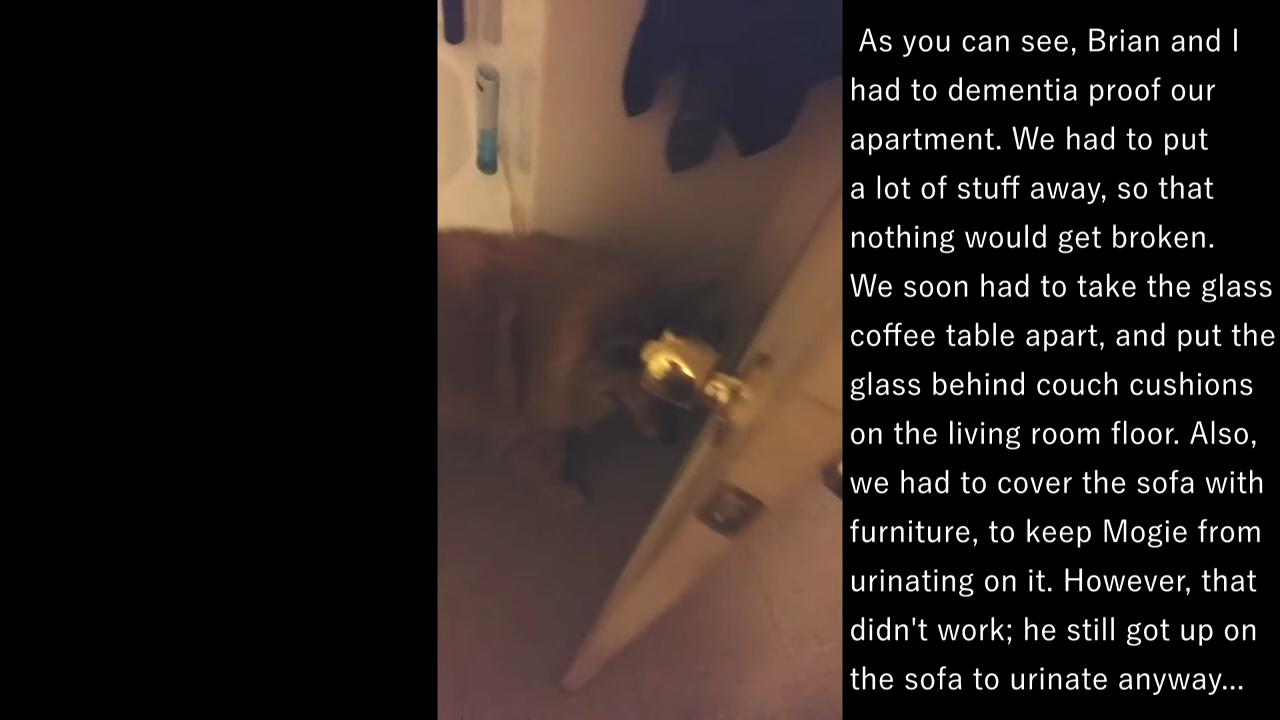 As you can see, Brian and I
had to dementia proof our
apartment. We had to put
a lot of stuff away, so that
nothing would get broken.
We soon had to take the glass
coffee table apart, and put the
glass behind couch cushions
on the living room floor. Also,
we had to cover the sofa with
furniture, to keep Mogie from
urinating on it. However, that
didn't work; he still got up on
the sofa to urinate anyway...